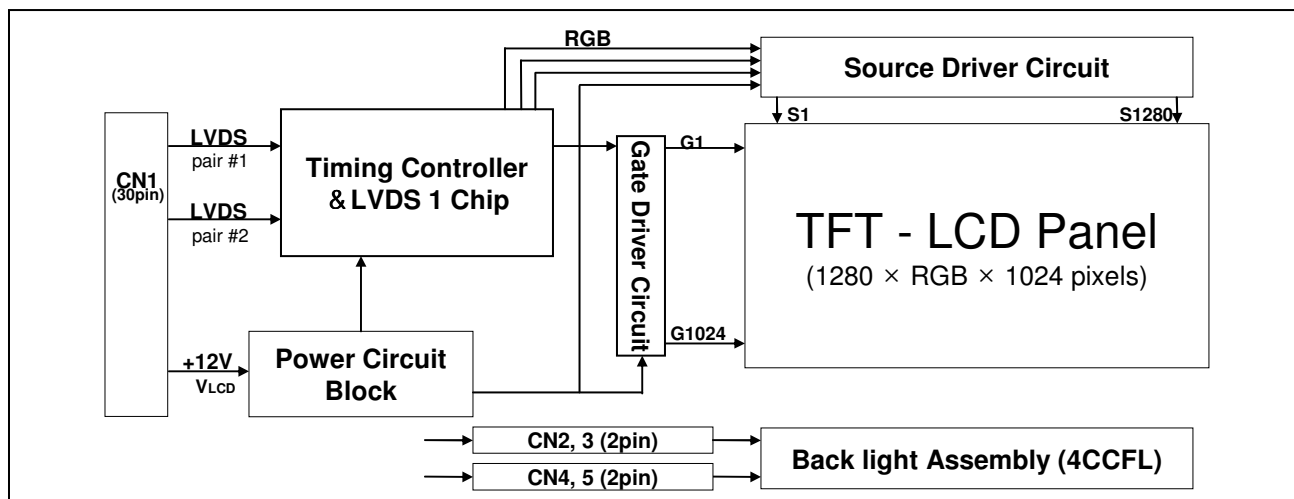 RGB
Source Driver Circuit
S1
S1280
CN1
(30pin)
LVDS
pair #1
LVDS
pair #2
Timing Controller
& LVDS 1 Chip
Gate Driver Circuit
G1
G1024
TFT - LCD Panel
(1280 × RGB × 1024 pixels)
+12V
VLCD
Power Circuit
Block
CN2, 3 (2pin)
CN4, 5 (2pin)
Back light Assembly (4CCFL)